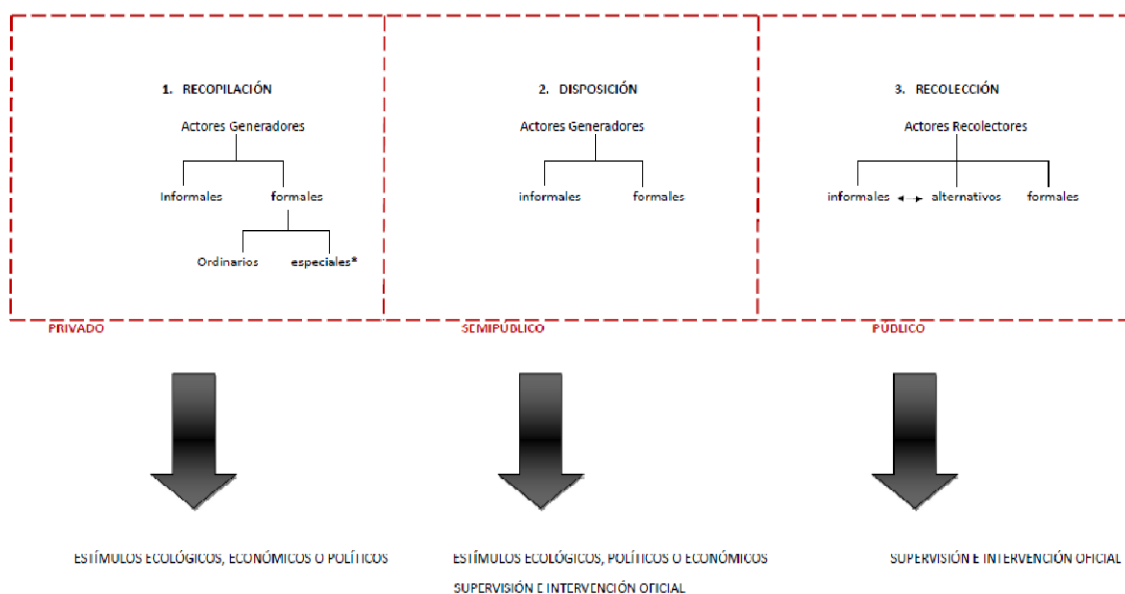 1. RECOPILACIÓN
Actores Generadores
Informales formales
Ordinarios especiales*
PRIVADO
2. DISPOSICIÓN
Actores Generadores
informales formales
SEMIPÚBLICO
3. RECOLECCIÓN
Actores Recolectores
informales alternativos formales
PÚBLICO
ESTÍMULOS ECOLÓGICOS, ECONÓMICOS O POLÍTICOS
ESTÍMULOS ECOLÓGICOS, POLÍTICOS O ECONÓMICOS
SUPERVISIÓN E INTERVENCIÓN OFICIAL
SUPERVISIÓN E INTERVENCIÓN OFICIAL